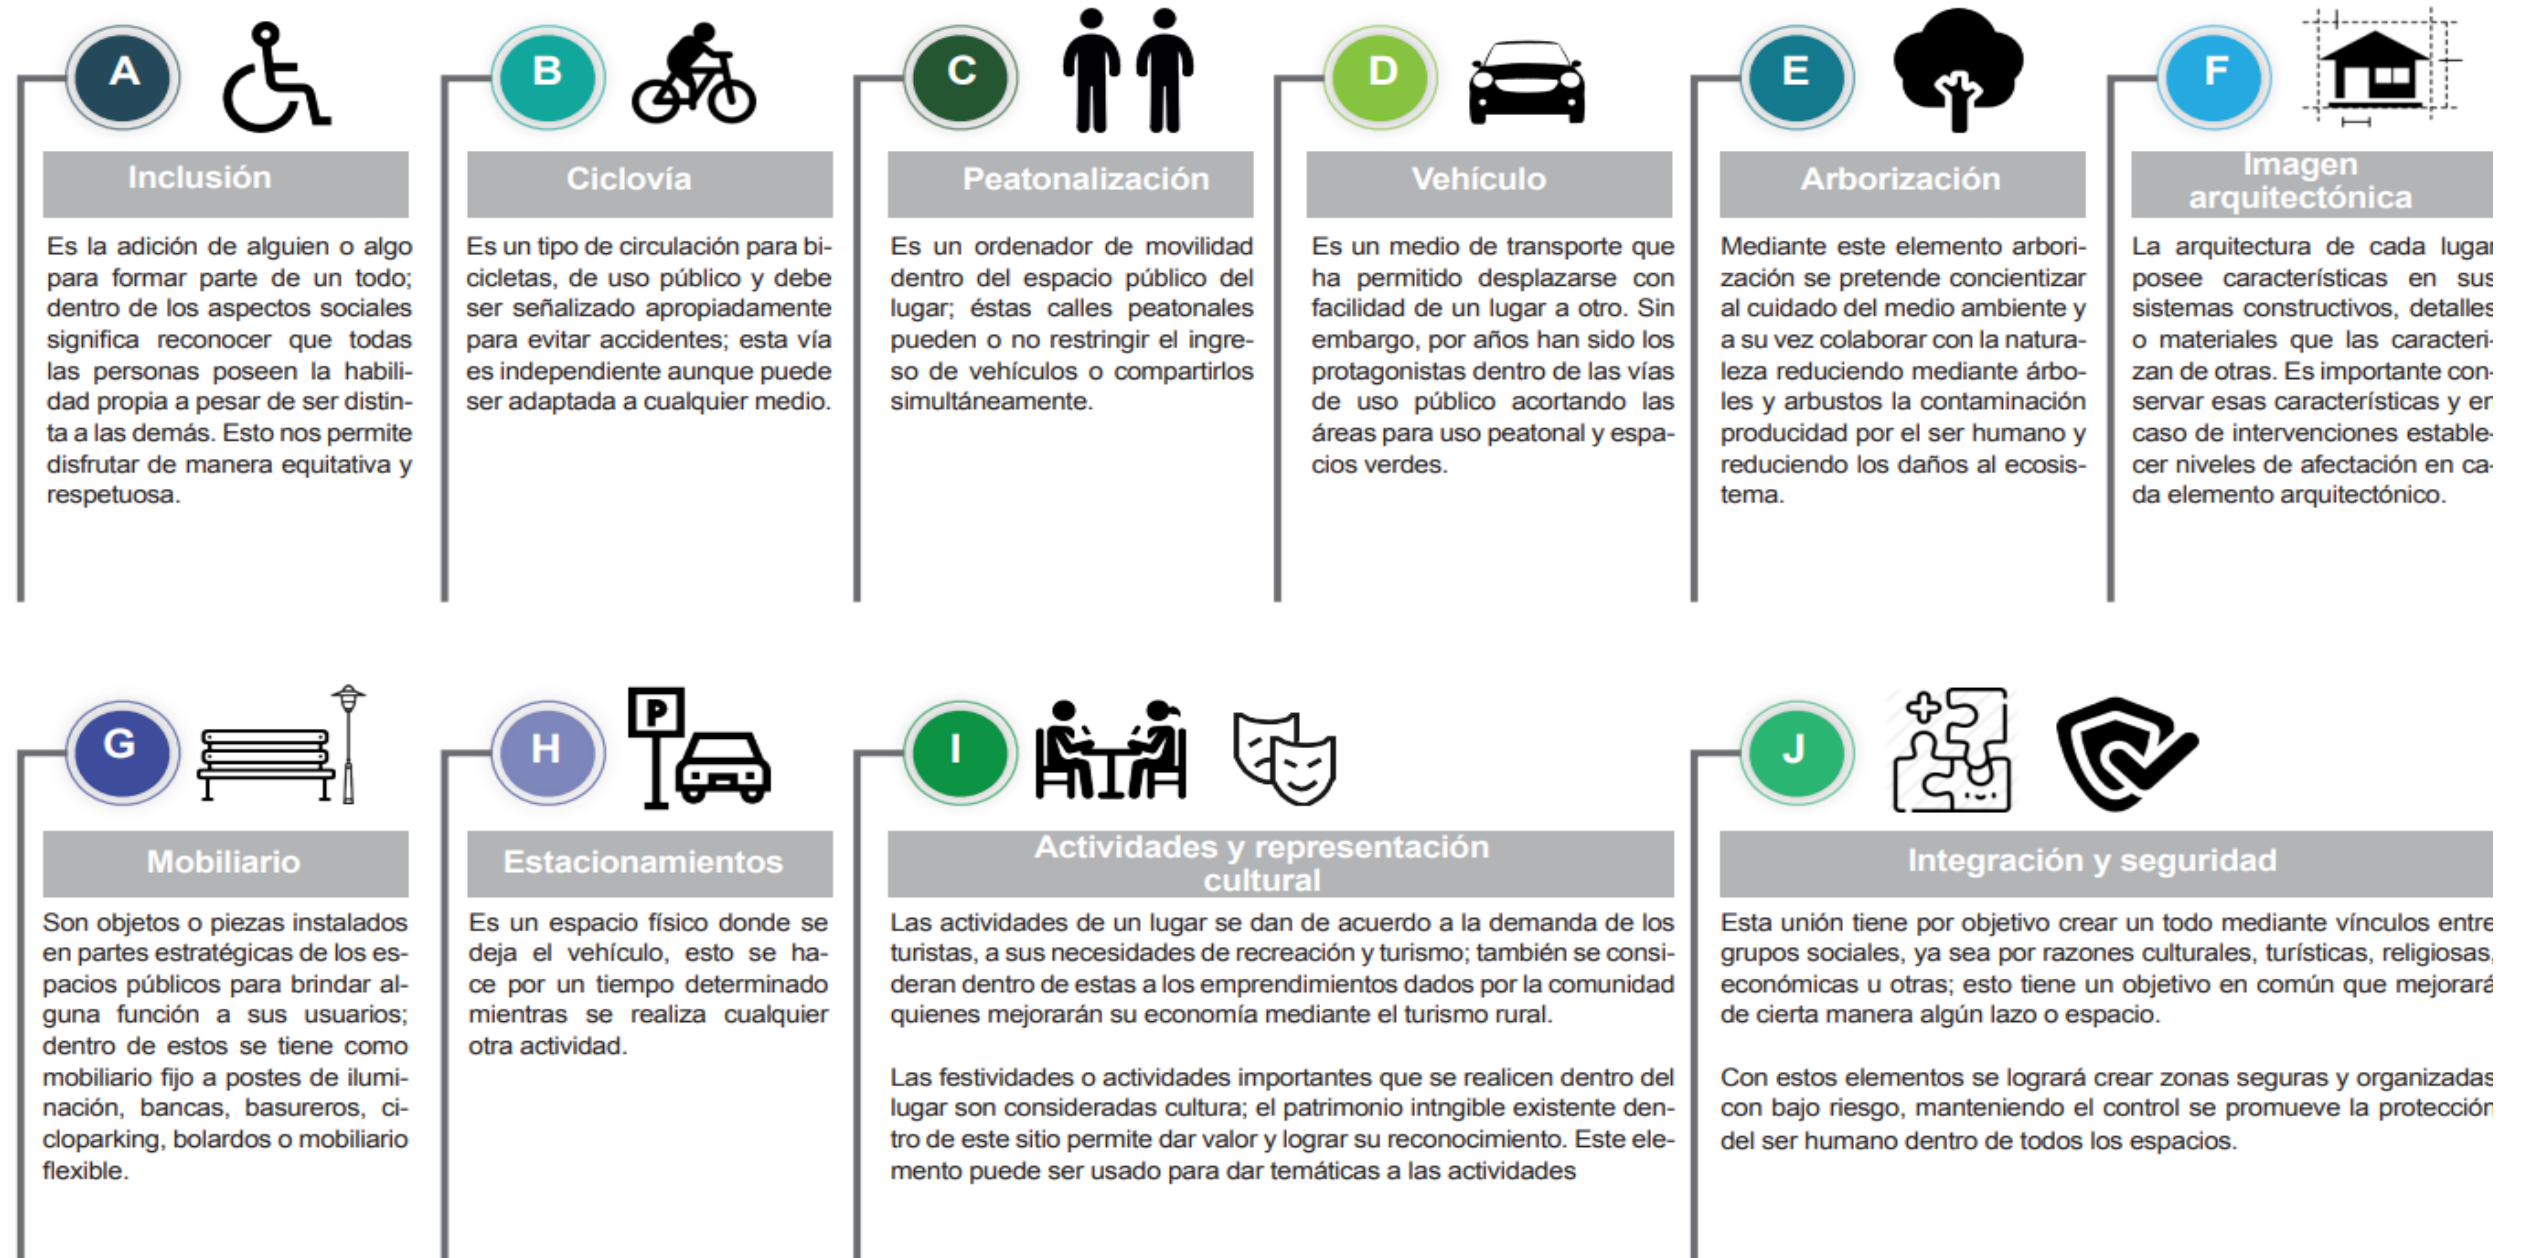 A
Inclusión
Es la adición de alguien o algo
para formar parte de un todo;
dentro de los aspectos sociales
significa reconocer que todas
las personas poseen la habili-
dad propia a pesar de ser distin-
ta a las demás. Esto nos permite
disfrutar de manera equitativa y
respetuosa.
B
Ciclovía
Es un tipo de circulación para bi-
cicletas, de uso público y debe
ser señalizado apropiadamente
para evitar accidentes; esta vía
es independiente aunque puede
ser adaptada a cualquier medio.
C
Peatonalización
Es un ordenador de movilidad
dentro del espacio público del
lugar; éstas calles peatonales
pueden o no restringir el ingre-
so de vehículos o compartirlos
simultáneamente.
D
Vehículo
Es un medio de transporte que
ha permitido desplazarse con
facilidad de un lugar a otro. Sin
embargo, por años han sido los
protagonistas dentro de las vías
de uso público acortando las
áreas para uso peatonal y espa-
cios verdes.
E
Arborización
Mediante este elemento arbori-
zación se pretende concientizar
al cuidado del medio ambiente y
a su vez colaborar con la natura-
leza reduciendo mediante árbo-
les y arbustos la contaminación
producidad por el ser humano y
reduciendo los daños al ecosis-
tema.
F
Imagen
arquitectónica
La arquitectura de cada lugar
posee características en sus
sistemas constructivos, detalles
o materiales que las caracteri-
zan de otras. Es importante con-
servar esas características y en
caso de intervenciones estable-
cer niveles de afectación en ca-
da elemento arquitectónico.
G
Mobiliario
Son objetos o piezas instalados
en partes estratégicas de los es-
pacios públicos para brindar al-
guna función a sus usuarios;
dentro de estos se tiene como
mobiliario fijo a postes de ilumi-
nación, bancas, basureros, ci-
cloparking, bolardos o mobiliario
flexible.
H
P
Estacionamientos
Es un espacio físico donde se
deja el vehículo, esto se ha-
ce por un tiempo determinado
mientras se realiza cualquier
otra actividad.
I
Actividades y representación
cultural
Las actividades de un lugar se dan de acuerdo a la demanda de los
turistas, a sus necesidades de recreación y turismo; también se consi-
deran dentro de estas a los emprendimientos dados por la comunidad
quienes mejorarán su economía mediante el turismo rural.
Las festividades o actividades importantes que se realicen dentro del
lugar son consideradas cultura; el patrimonio intngible existente den-
tro de este sitio permite dar valor y lograr su reconocimiento. Este ele-
mento puede ser usado para dar temáticas a las actividades
J
Integración y seguridad
Esta unión tiene por objetivo crear un todo mediante vínculos entre
grupos sociales, ya sea por razones culturales, turísticas, religiosas,
económicas u otras; esto tiene un objetivo en común que mejorará
de cierta manera algún lazo o espacio.
Con estos elementos se logrará crear zonas seguras y organizadas
con bajo riesgo, manteniendo el control se promueve la protección
del ser humano dentro de todos los espacios.